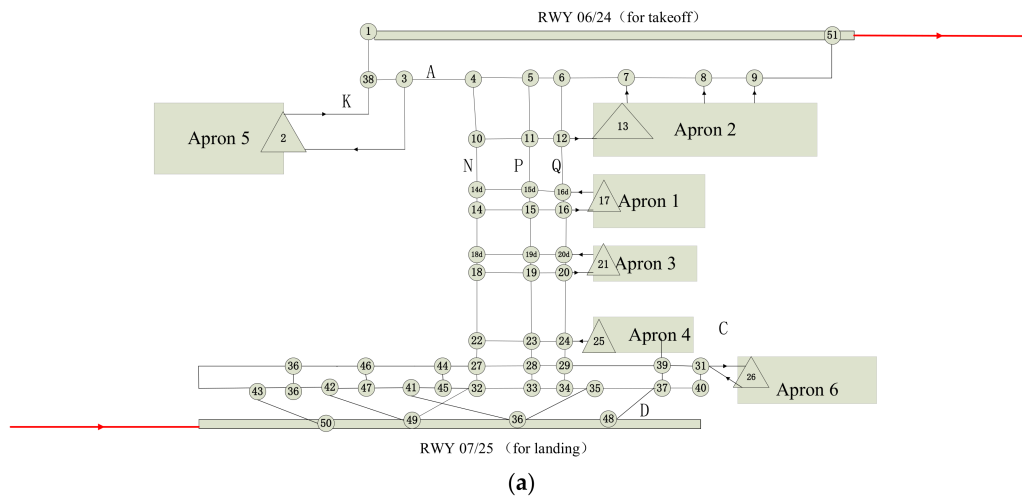 RWY 06/24 （for takeoff）
1
51
A
38
3
4
5
6
7
8
9
K
Apron 5
2
10
11
12
13
Apron 2
N
P
Q
14d
15d
16d
17
Apron 1
14
15
16
18d
19d
20d
21
Apron 3
18
19
20
22
23
24
25
Apron 4
C
36
46
44
27
28
29
39
31
26
Apron 6
43
36
42
47
41
45
32
33
34
35
37
40
50
49
36
48
D
RWY 07/25 （for landing）
(a)